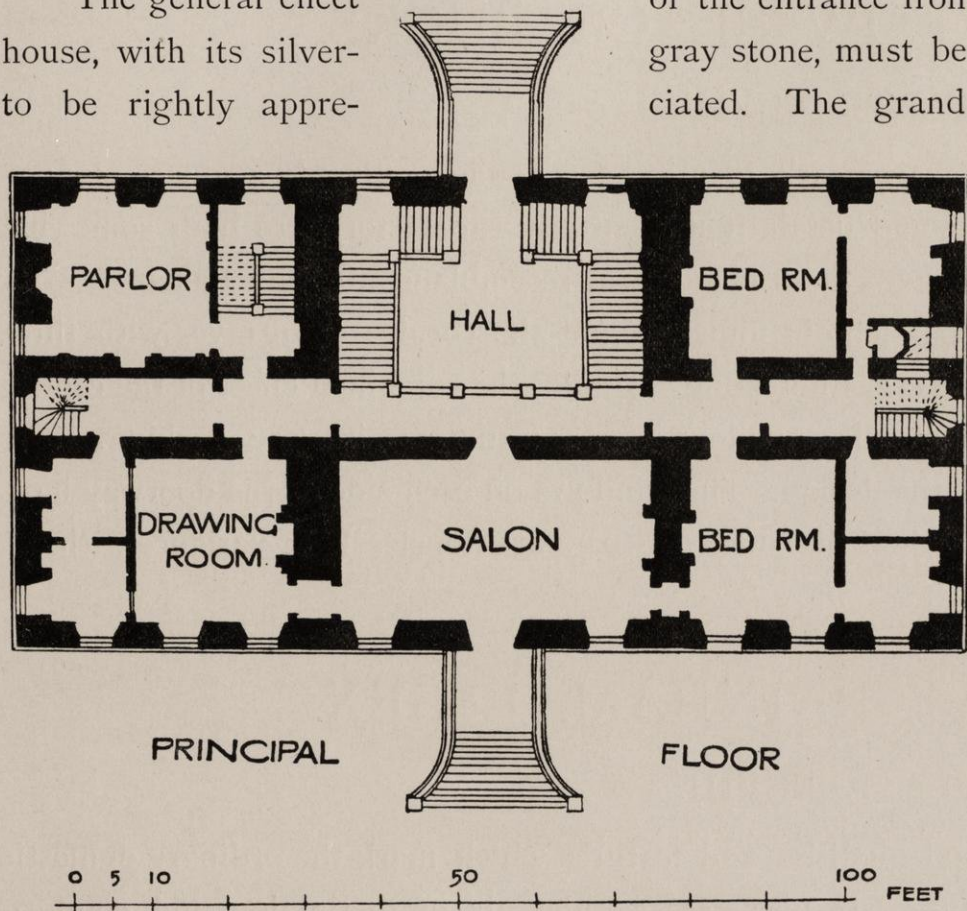 The general effect
house, with its silver-
to be rightly appre-
of the entrance front
gray stone, must be
ciated. The grand
PARLOR
HALL
BED RM.
DRAWING
ROOM.
SALON
BED RM.
PRINCIPAL FLOOR
0 5 10 50 100 FEET